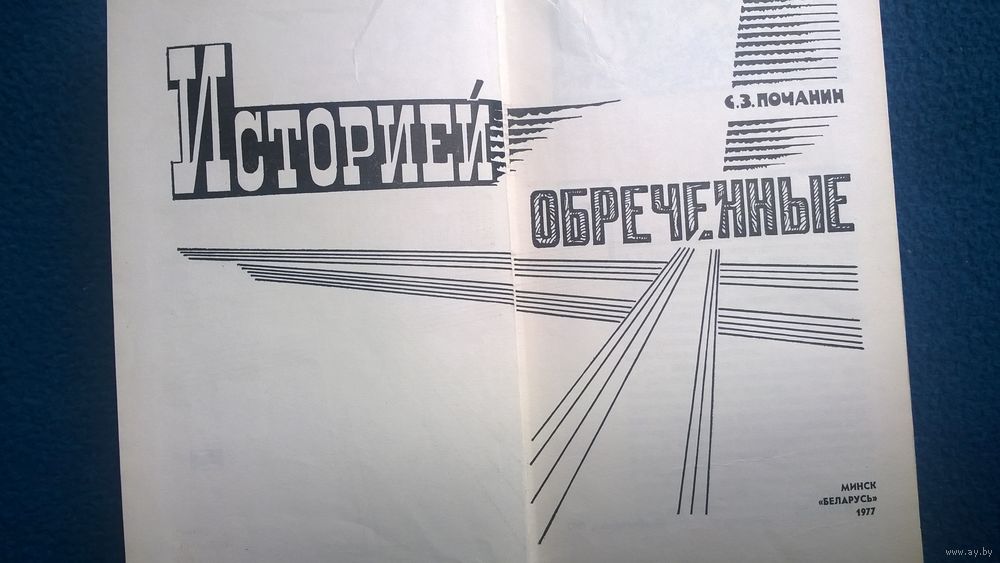 Историей
С.З.ПОЧАНИН
ОБРЕЧЕННЫЕ
МИНСК
«БЕЛАРУСЬ»
1977
www.ay.by